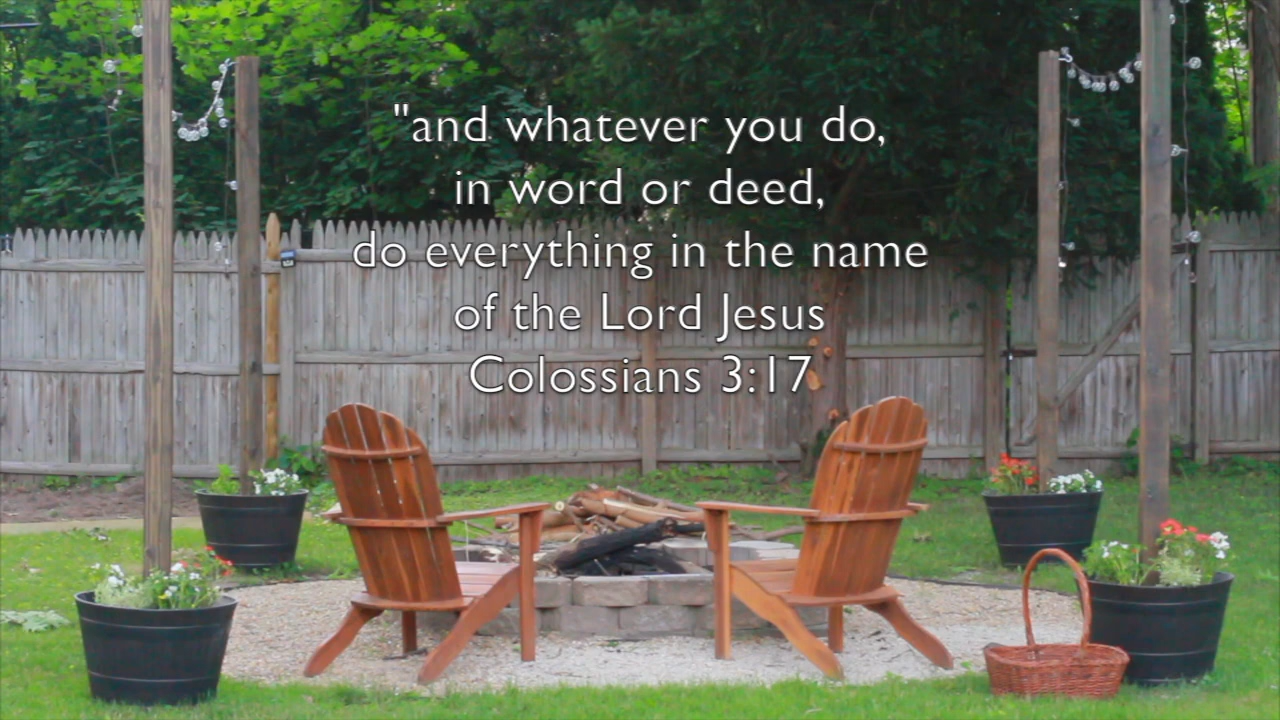 "and whatever you do,
in word or deed,
do everything in the name
of the Lord Jesus
Colossians 3:17